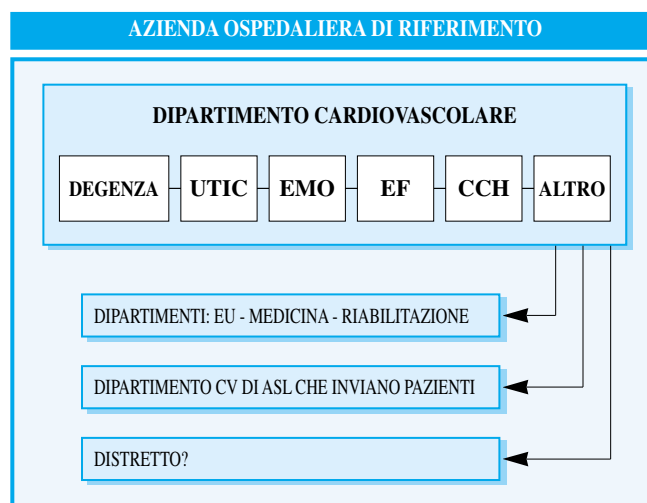 AZIENDA OSPEDALIERA DI RIFERIMENTO
DIPARTIMENTO CARDIOVASCOLARE
DEGENZA UTIC EMO EF CCH ALTRO
DIPARTIMENTI: EU - MEDICINA - RIABILITAZIONE
DIPARTIMENTO CV DI ASL CHE INVIANO PAZIENTI
DISTRETTO?